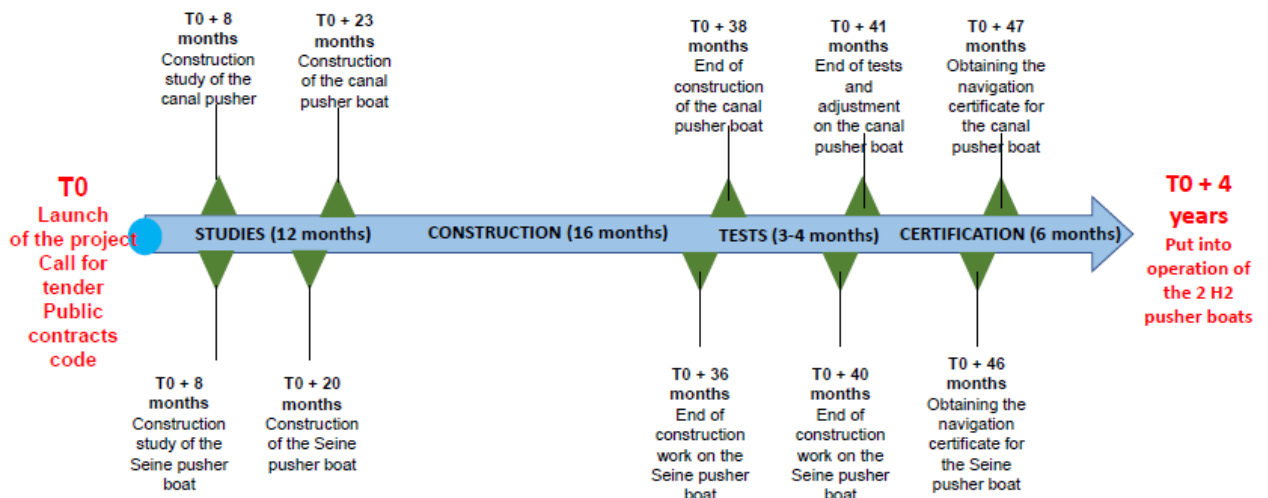 T0 + 8
months
Construction
study of the
canal pusher
T0 + 23
months
Construction
of the canal
pusher boat
T0 + 38
months
End of
construction
of the canal
pusher boat
T0 + 41
months
End of tests
and
adjustment
on the canal
pusher boat
T0 + 47
months
Obtaining the
navigation
certificate for
the canal
pusher boat
T0
Launch
of the project
Call for
tender
Public
contracts
code
STUDIES (12 months)
CONSTRUCTION (16 months)
TESTS (3-4 months)
CERTIFICATION (6 months)
T0 + 4
years
Put into
operation of
the 2 H2
pusher boats
T0 + 8
months
Construction
study of the
Seine pusher
boat
T0 + 20
months
Construction
of the Seine
pusher boat
T0 + 36
months
End of
construction
work on the
Seine pusher
boat
T0 + 40
months
End of
construction
work on the
Seine pusher
boat
T0 + 46
months
Obtaining the
navigation
certificate for
the Seine
pusher boat